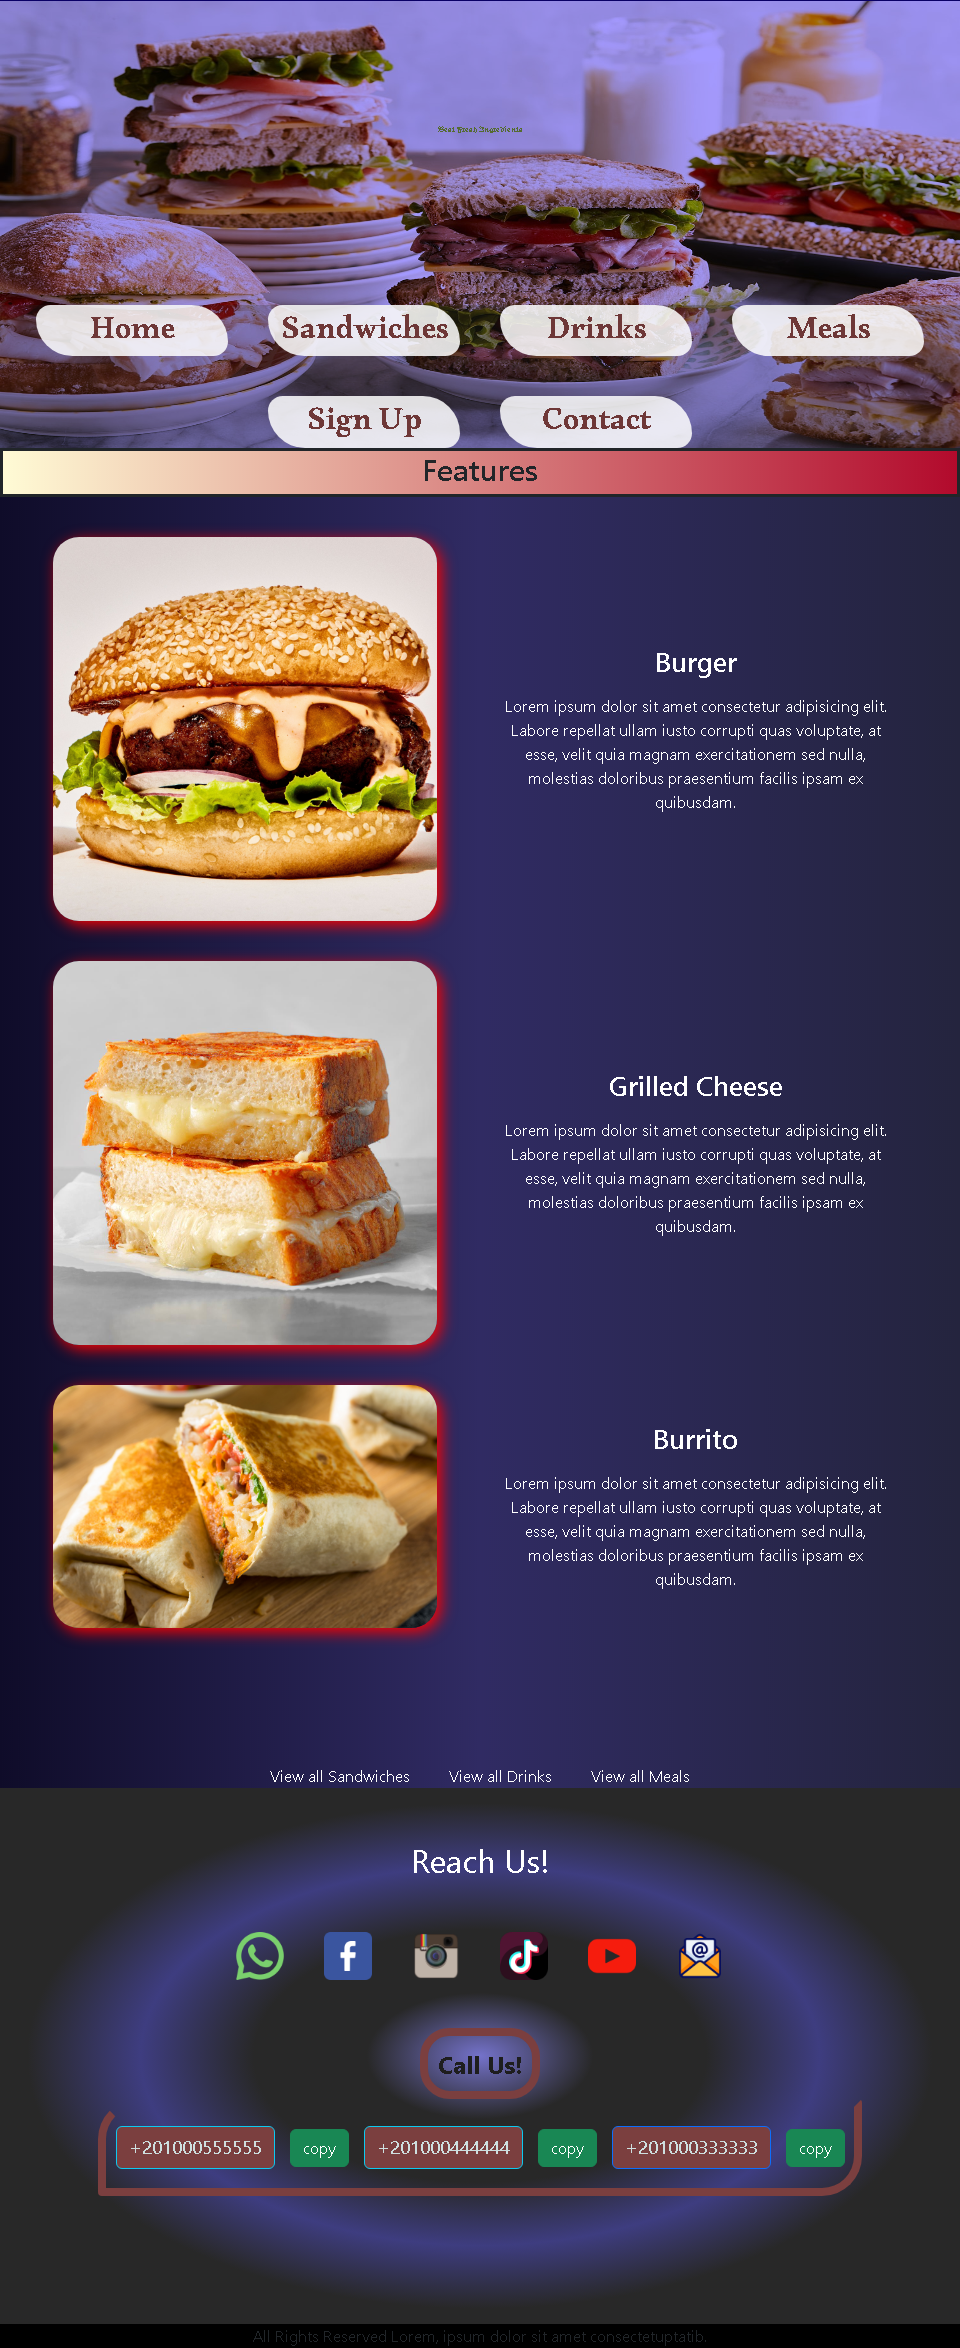 Best Fresh Ingredients
Home
Sandwiches
Drinks
Meals
Sign Up
Contact
Features
Burger
Lorem ipsum dolor sit amet consectetur adipisicing elit.
Labore repellat ullam iusto corrupti quas voluptate, at
esse, velit quia magnam exercitationem sed nulla,
molestias doloribus praesentium facilis ipsam ex
quibusdam.
Grilled Cheese
Lorem ipsum dolor sit amet consectetur adipisicing elit.
Labore repellat ullam iusto corrupti quas voluptate, at
esse, velit quia magnam exercitationem sed nulla,
molestias doloribus praesentium facilis ipsam ex
quibusdam.
Burrito
Lorem ipsum dolor sit amet consectetur adipisicing elit.
Labore repellat ullam iusto corrupti quas voluptate, at
esse, velit quia magnam exercitationem sed nulla,
molestias doloribus praesentium facilis ipsam ex
quibusdam.
View all Sandwiches
View all Drinks
View all Meals
Reach Us!
Call Us!
+201000555555
copy
+201000444444
copy
+201000333333
copy
All Rights Reserved Lorem, ipsum dolor sit amet consectetuptatib.